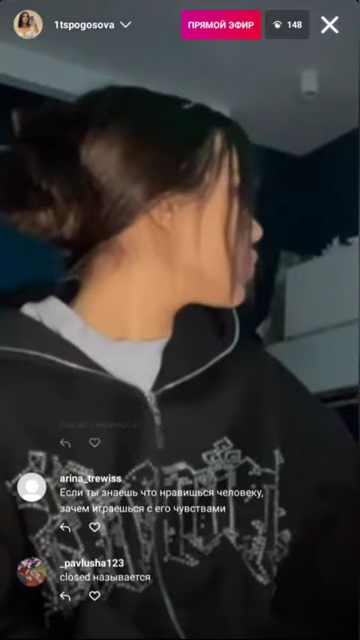 1tspogosova
ПРЯМОЙ ЭФИР
148
arina_trewiss
Если ты знаешь что нравишься человеку,
зачем играешься с его чувствами
_pavlusha123
closed называется